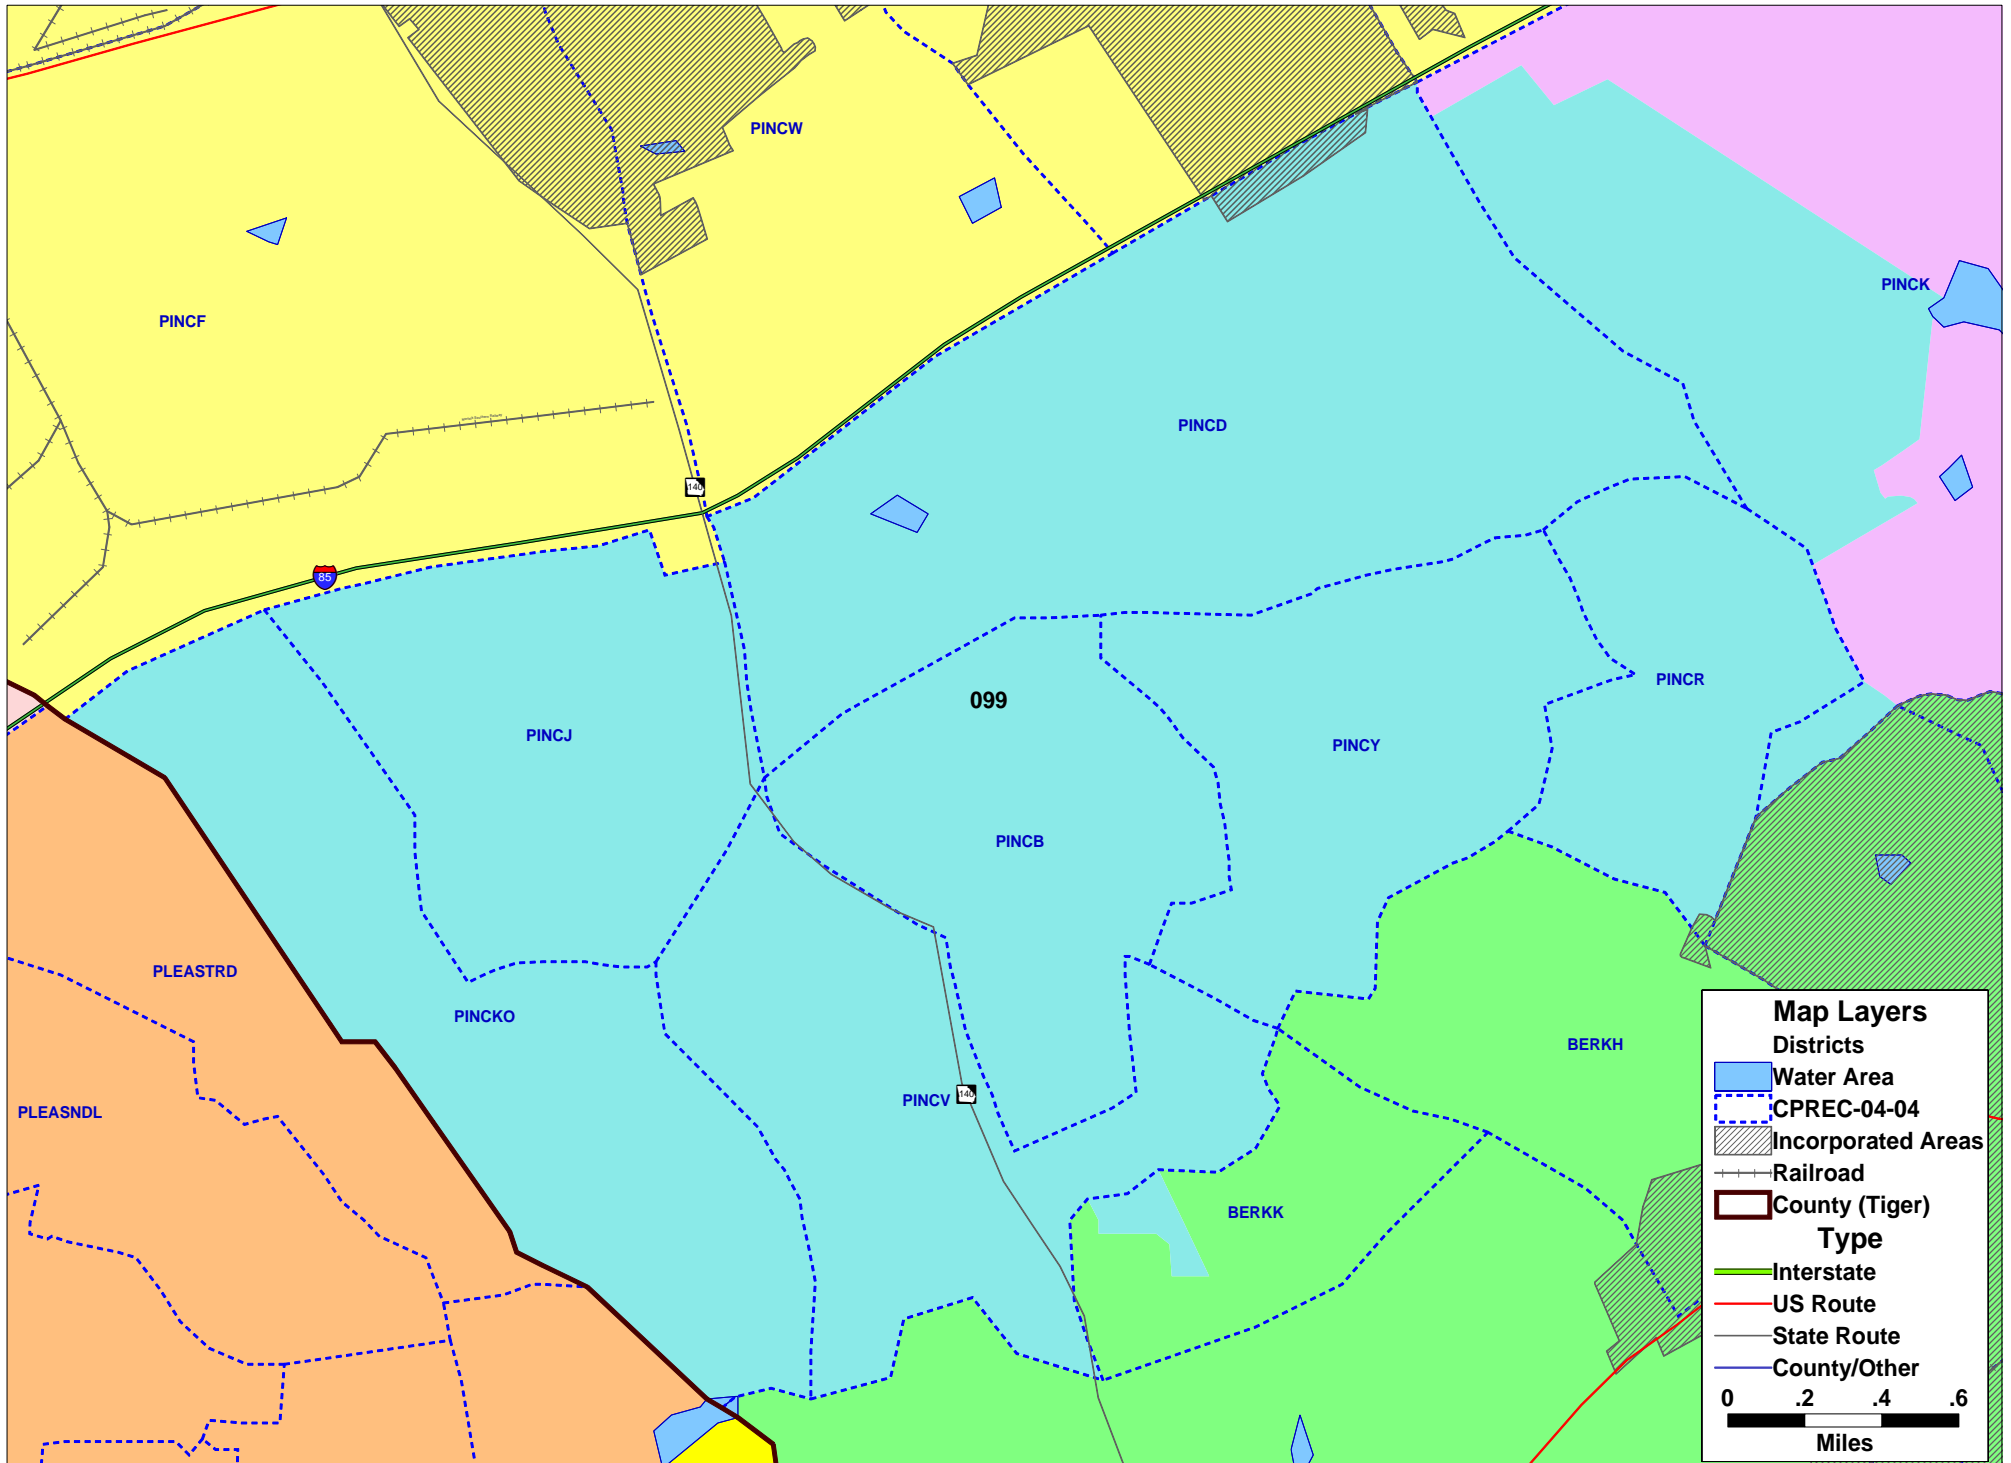 PINCW
PINCK
PINCF
PINCD
140
85
PINCR
099
PINCJ
PINCY
PINCB
PLEASTRD
PINCKO
BERKH
PINCV
140
PLEASNDL
BERKK
Map Layers
Districts
Water Area
CPREC-04-04
Incorporated Areas
Railroad
County (Tiger)
Type
Interstate
US Route
State Route
County/Other
0 .2 .4 .6
Miles